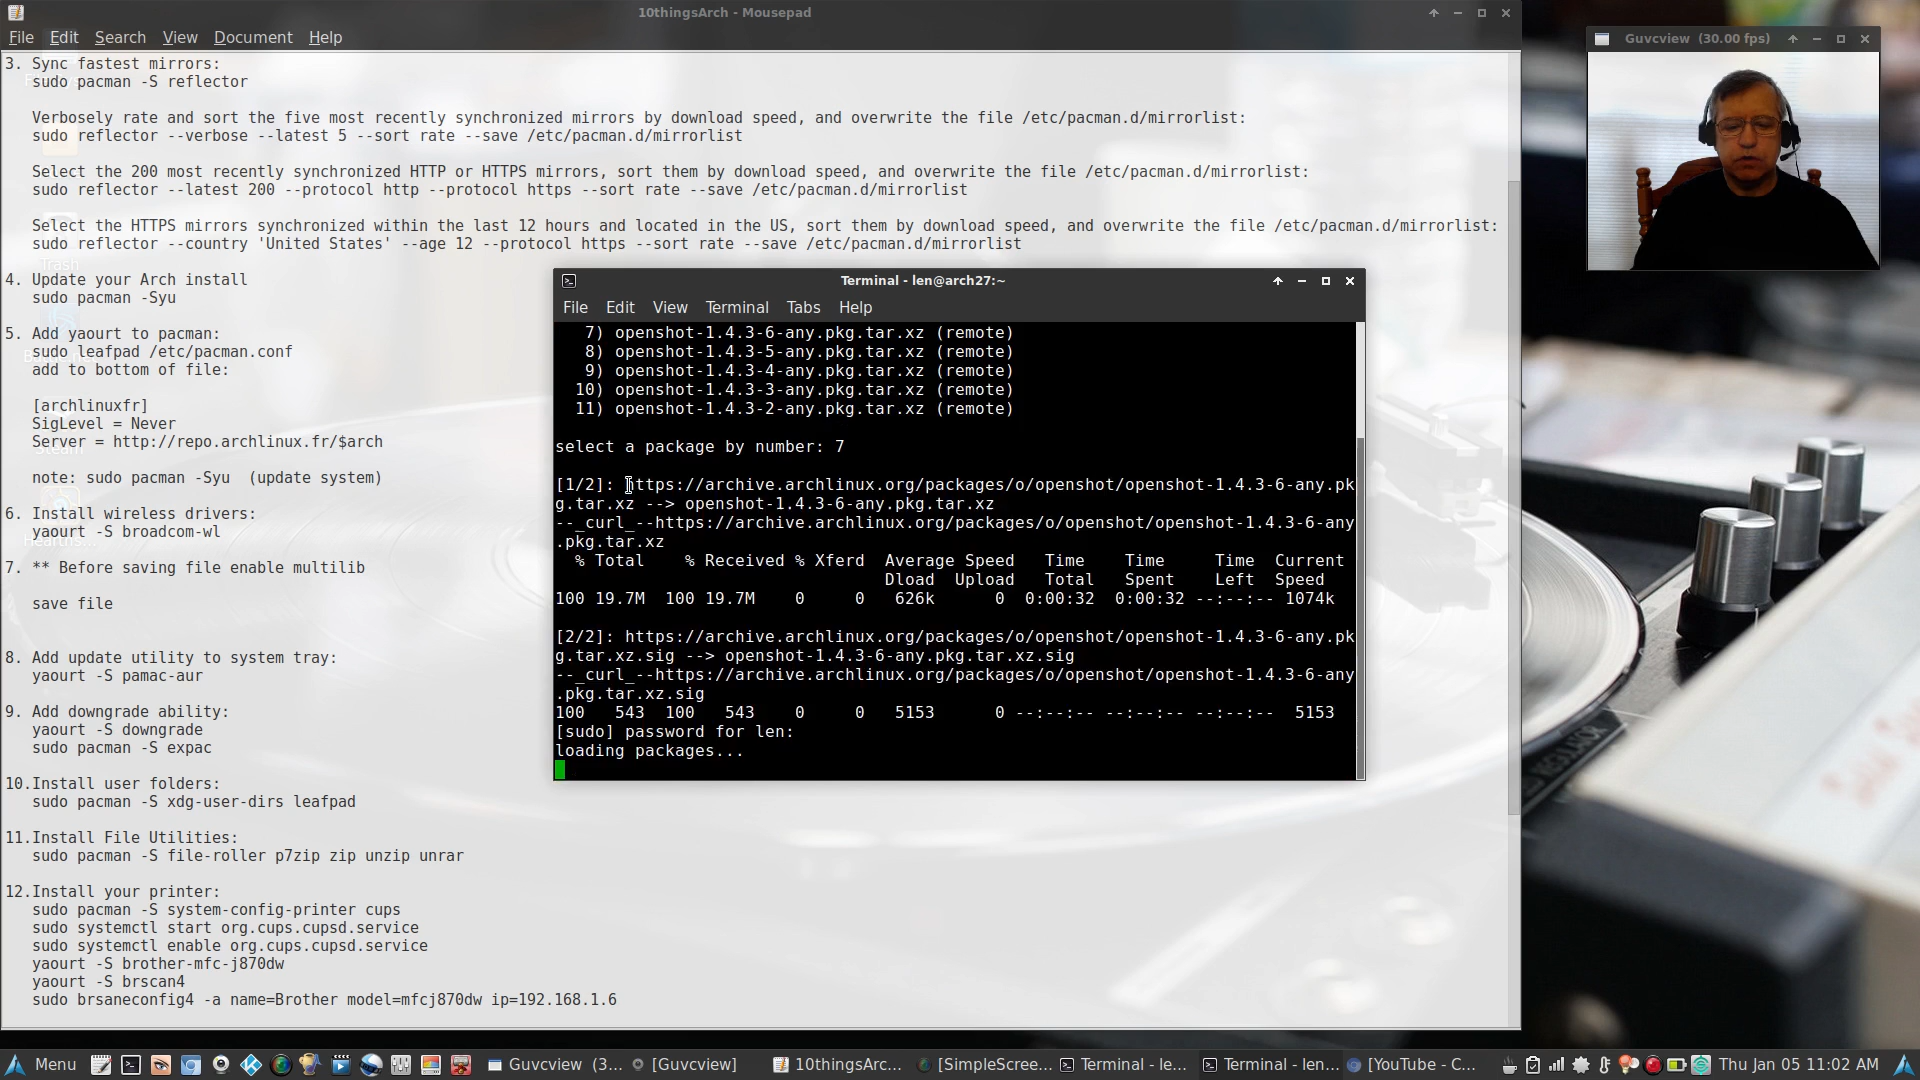 10thingsArch - Mousepad
File Edit Search View Document Help
3. Sync fastest mirrors:
sudo pacman -S reflector
Verbosely rate and sort the five most recently synchronized mirrors by download speed, and overwrite the file /etc/pacman.d/mirrorlist:
sudo reflector --verbose --latest 5 --sort rate --save /etc/pacman.d/mirrorlist
Select the 200 most recently synchronized HTTP or HTTPS mirrors, sort them by download speed, and overwrite the file /etc/pacman.d/mirrorlist:
sudo reflector --latest 200 --protocol http --protocol https --sort rate --save /etc/pacman.d/mirrorlist
Select the HTTPS mirrors synchronized within the last 12 hours and located in the US, sort them by download speed, and overwrite the file /etc/pacman.d/mirrorlist:
sudo reflector --country 'United States' --age 12 --protocol https --sort rate --save /etc/pacman.d/mirrorlist
Trash
4. Update your Arch install
sudo pacman -Syu
5. Add yaourt to pacman:
sudo leafpad /etc/pacman.conf
add to bottom of file:
[archlinuxfr]
SigLevel = Never
Server = http://repo.archlinux.fr/$arch
Steam
note: sudo pacman -Syu  (update system)
6. Install wireless drivers:
yaourt -S broadcom-wl
7. ** Before saving file enable multilib
save file
8. Add update utility to system tray:
yaourt -S pamac-aur
9. Add downgrade ability:
yaourt -S downgrade
sudo pacman -S expac
10.Install user folders:
sudo pacman -S xdg-user-dirs leafpad
11.Install File Utilities:
sudo pacman -S file-roller p7zip zip unzip unrar
12.Install your printer:
sudo pacman -S system-config-printer cups
sudo systemctl start org.cups.cupsd.service
sudo systemctl enable org.cups.cupsd.service
yaourt -S brother-mfc-j870dw
yaourt -S brscan4
sudo brsaneconfig4 -a name=Brother model=mfcj870dw ip=192.168.1.6
Terminal - len@arch27:~
File Edit View Terminal Tabs Help
7) openshot-1.4.3-6-any.pkg.tar.xz (remote)
8) openshot-1.4.3-5-any.pkg.tar.xz (remote)
9) openshot-1.4.3-4-any.pkg.tar.xz (remote)
10) openshot-1.4.3-3-any.pkg.tar.xz (remote)
11) openshot-1.4.3-2-any.pkg.tar.xz (remote)
select a package by number: 7
[1/2]: https://archive.archlinux.org/packages/o/openshot/openshot-1.4.3-6-any.pk
g.tar.xz --> openshot-1.4.3-6-any.pkg.tar.xz
--_curl_--https://archive.archlinux.org/packages/o/openshot/openshot-1.4.3-6-any
.pkg.tar.xz
% Total % Received % Xferd Average Speed Time Time Time Current
Dload Upload Total Spent Left Speed
100 19.7M 100 19.7M 0 0 626k 0 0:00:32 0:00:32 --:--:-- 1074k
[2/2]: https://archive.archlinux.org/packages/o/openshot/openshot-1.4.3-6-any.pk
g.tar.xz.sig --> openshot-1.4.3-6-any.pkg.tar.xz.sig
--_curl_--https://archive.archlinux.org/packages/o/openshot/openshot-1.4.3-6-any
.pkg.tar.xz.sig
100 543 100 543 0 0 5153 0 --:--:-- --:--:-- --:--:-- 5153
[sudo] password for len:
loading packages...
Guvcview (30.00 fps)
Menu Guvcview (3... [Guvcview] 10thingsArc... [SimpleScree... Terminal - le... Terminal - len... [YouTube - C... Thu Jan 05 11:02 AM